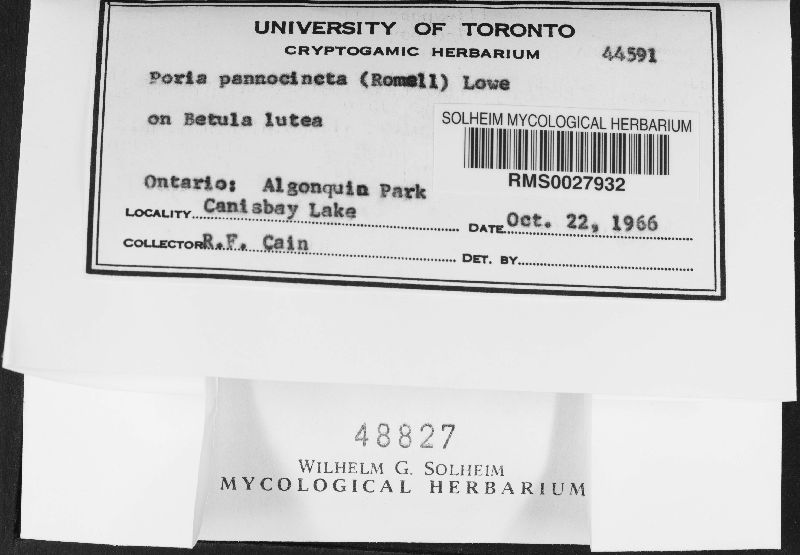 UNIVERSITY OF TORONTO
CRYPTOGAMIC HERBARIUM 44591
Poria pannocincta (Romell) Lowe
on Betula lutea
SOLHEIM MYCOLOGICAL HERBARIUM
RMS0027932
Ontario: Algonquin Park
LOCALITY Canisbay Lake DATE Oct. 22, 1966
COLLECTOR R.F. Cain DET. BY
48827
WILHELM G. SOLHEIM
MYCOLOGICAL HERBARIUM